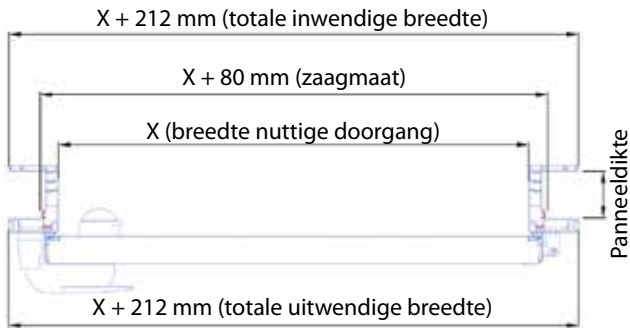 X + 212 mm (totale inwendige breedte)
X + 80 mm (zaagmaat)
X (breedte nuttige doorgang)
Panneeldikte
X + 212 mm (totale uitwendige breedte)